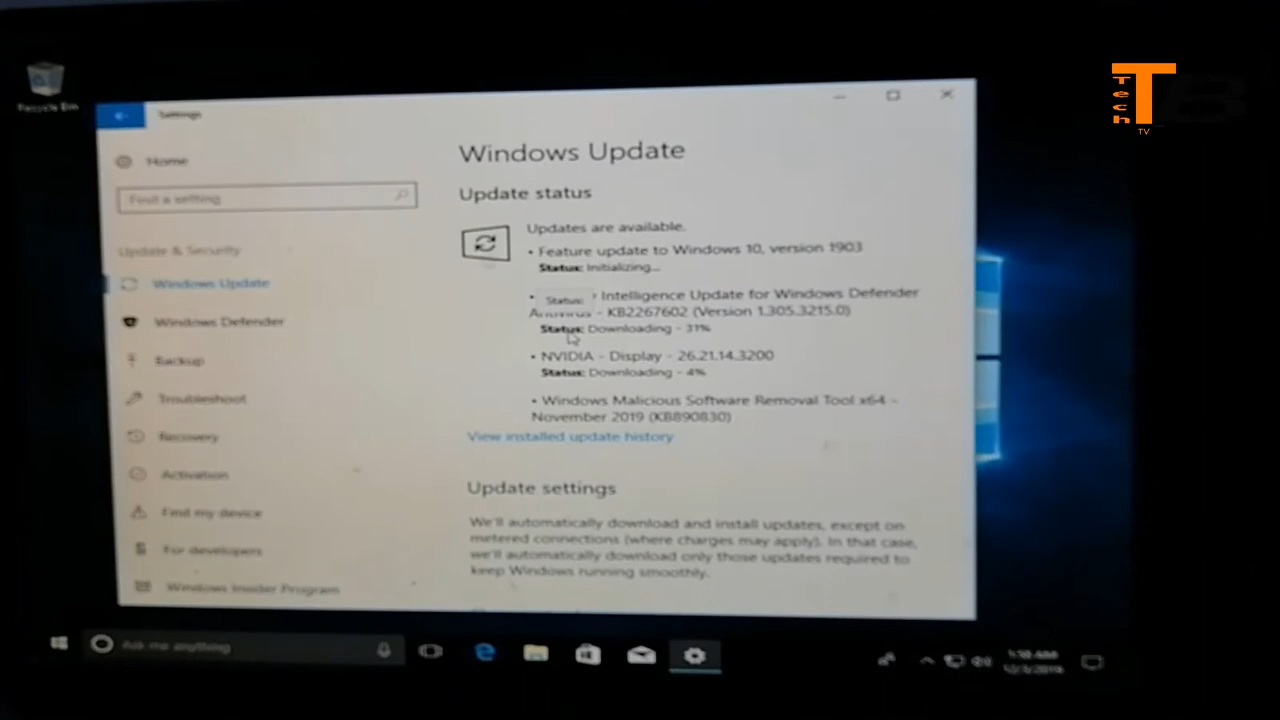 Recycle Bin
Tech
T
TV
B
Settings
Home
Find a setting
Update & Security
Windows Update
Windows Defender
Backup
Troubleshoot
Recovery
Activation
Find my device
For developers
Windows Insider Program
Windows Update
Update status
Updates are available.
• Feature update to Windows 10, version 1903
Status: Initializing...
• Status: y Intelligence Update for Windows Defender
Antivirus - KB2267602 (Version 1.305.3215.0)
Status: Downloading - 31%
• NVIDIA - Display - 26.21.14.3200
Status: Downloading - 4%
• Windows Malicious Software Removal Tool x64 -
November 2019 (KB890830)
View installed update history
Update settings
We'll automatically download and install updates, except on
metered connections (where charges may apply). In that case,
we'll automatically download only those updates required to
keep Windows running smoothly.
Ask me anything